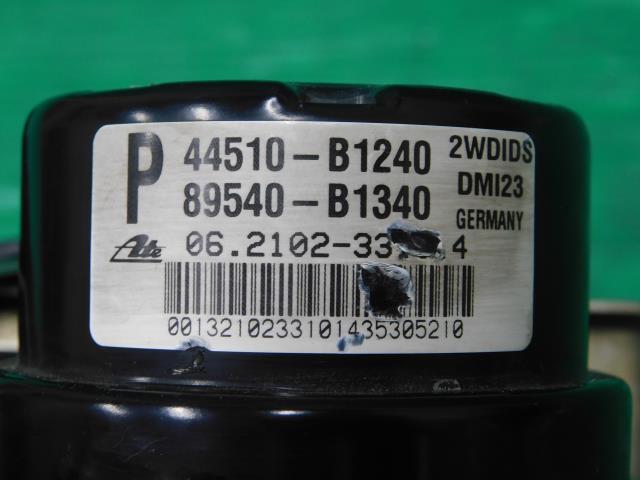 P 44510-B1240 2WDIDS
89540-B1340 DMI23
GERMANY
Ate 06.2102-33 4
0013210233101435305210